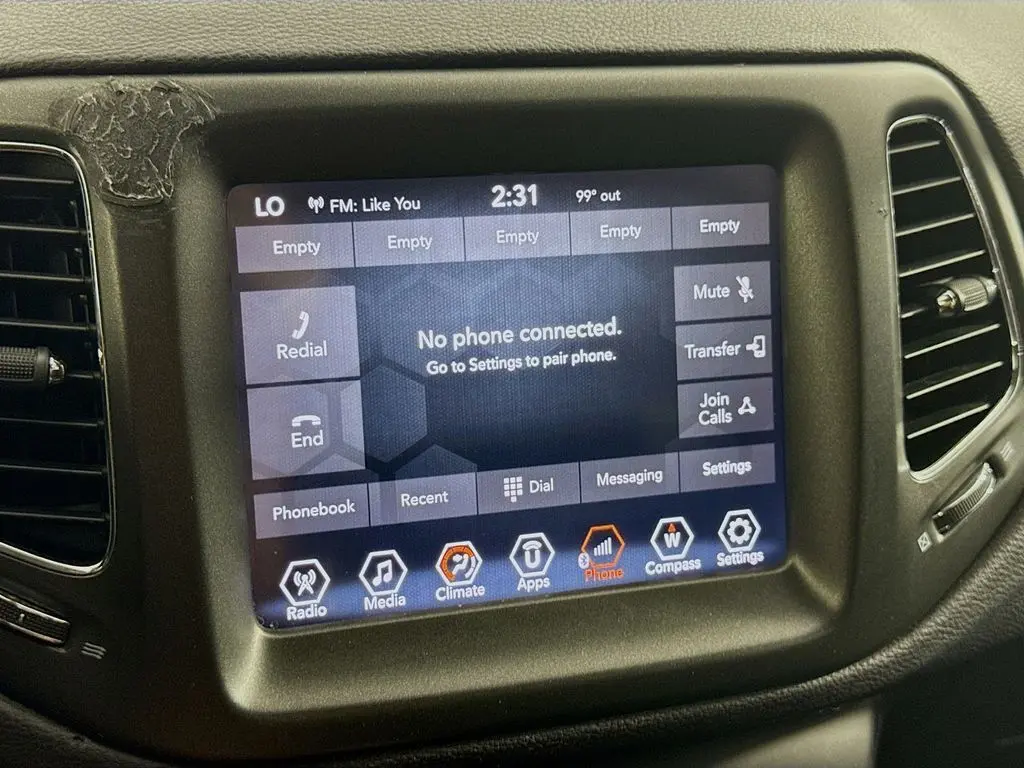 LO FM: Like You 2:31 99° out
Empty Empty Empty Empty Empty
Redial
No phone connected.
Go to Settings to pair phone.
Mute
Transfer
Join
Calls
End
Phonebook Recent Dial Messaging Settings
Radio Media Climate Apps Phone W Compass Settings